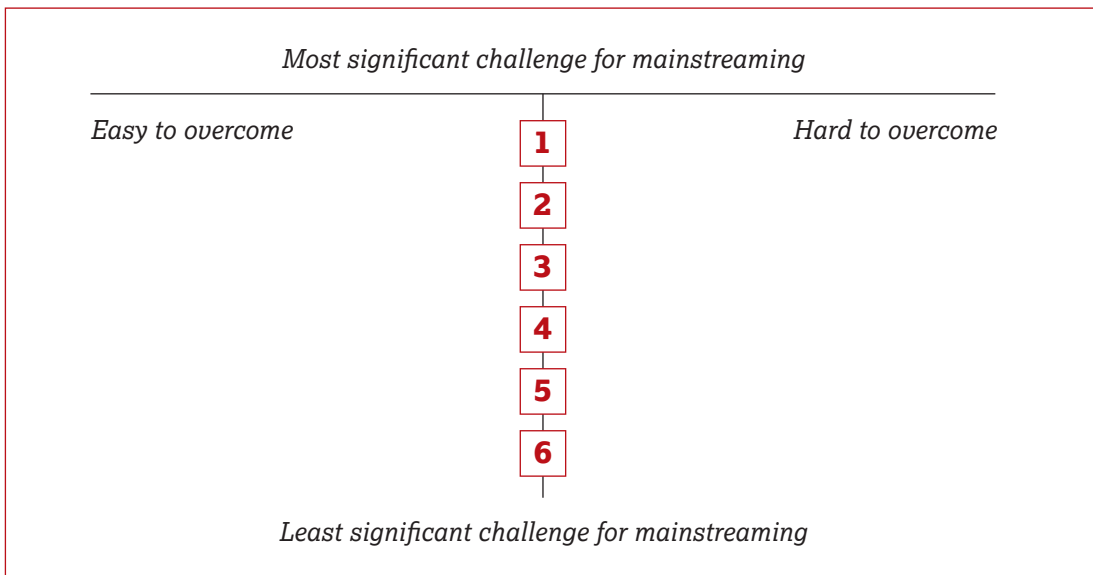 Most significant challenge for mainstreaming
Easy to overcome
Hard to overcome
1
2
3
4
5
6
Least significant challenge for mainstreaming